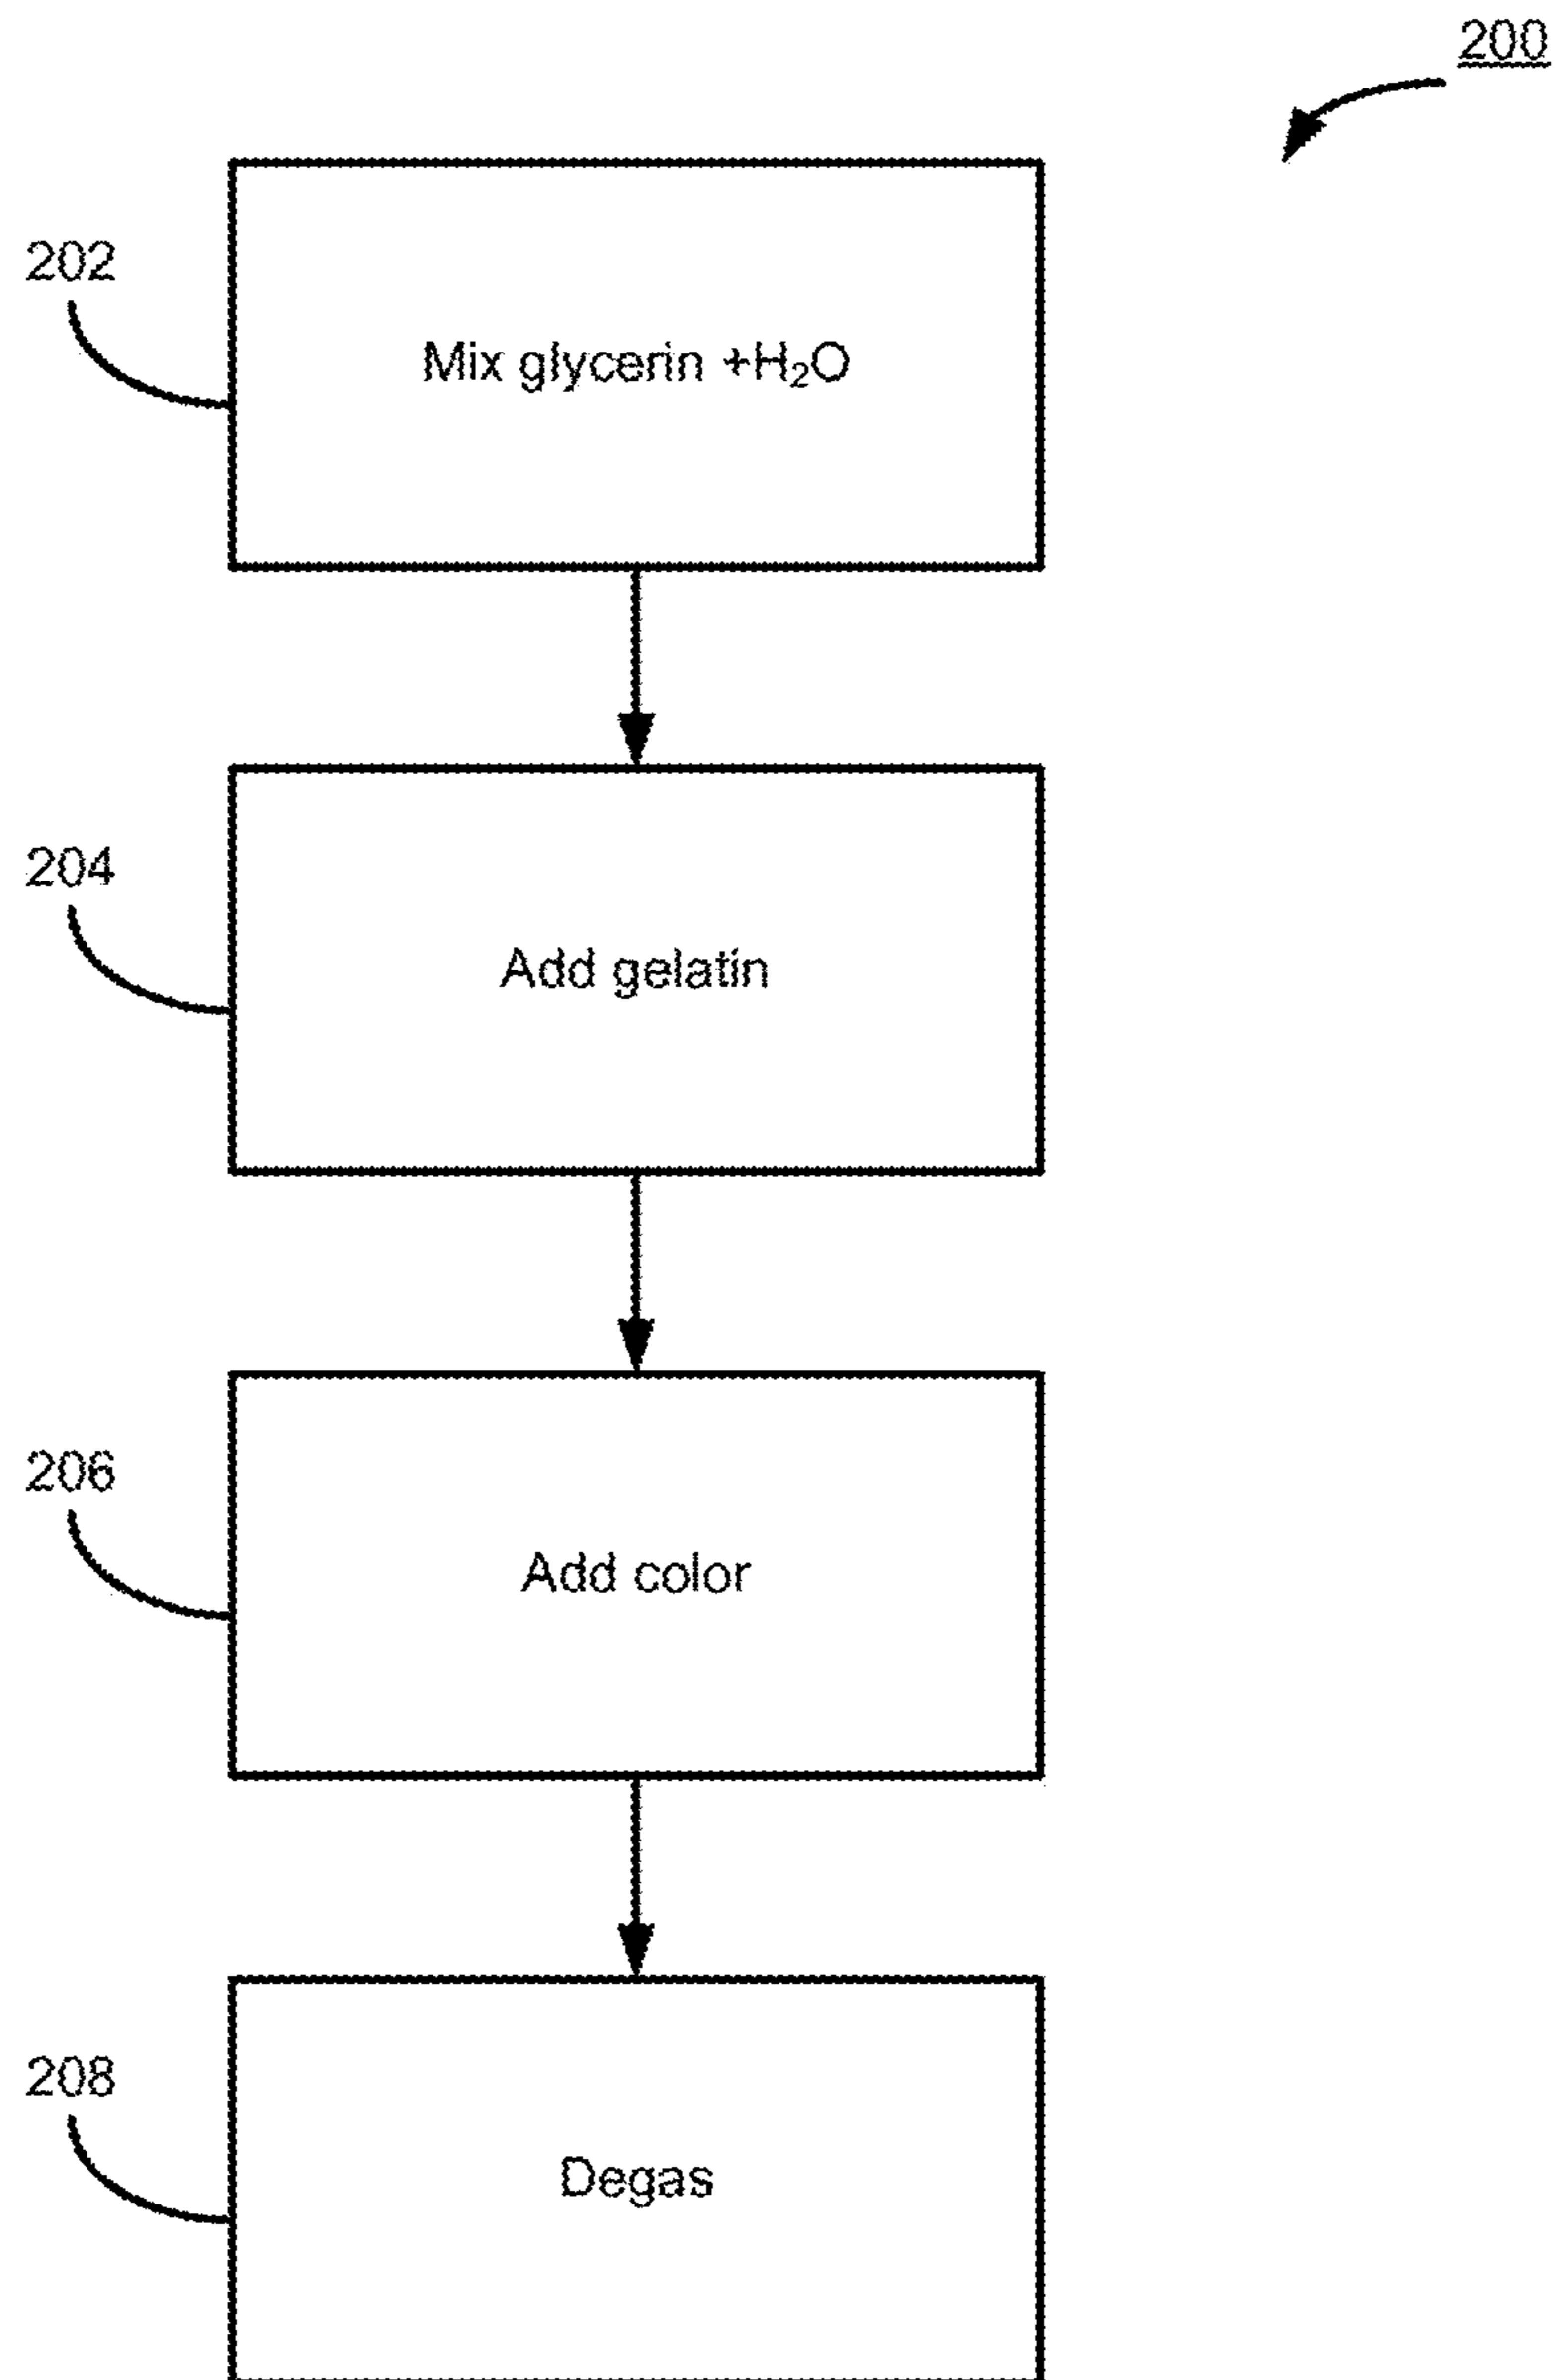 200
202
Mix glycerin +H₂O
204
Add gelatin
206
Add color
208
Degas